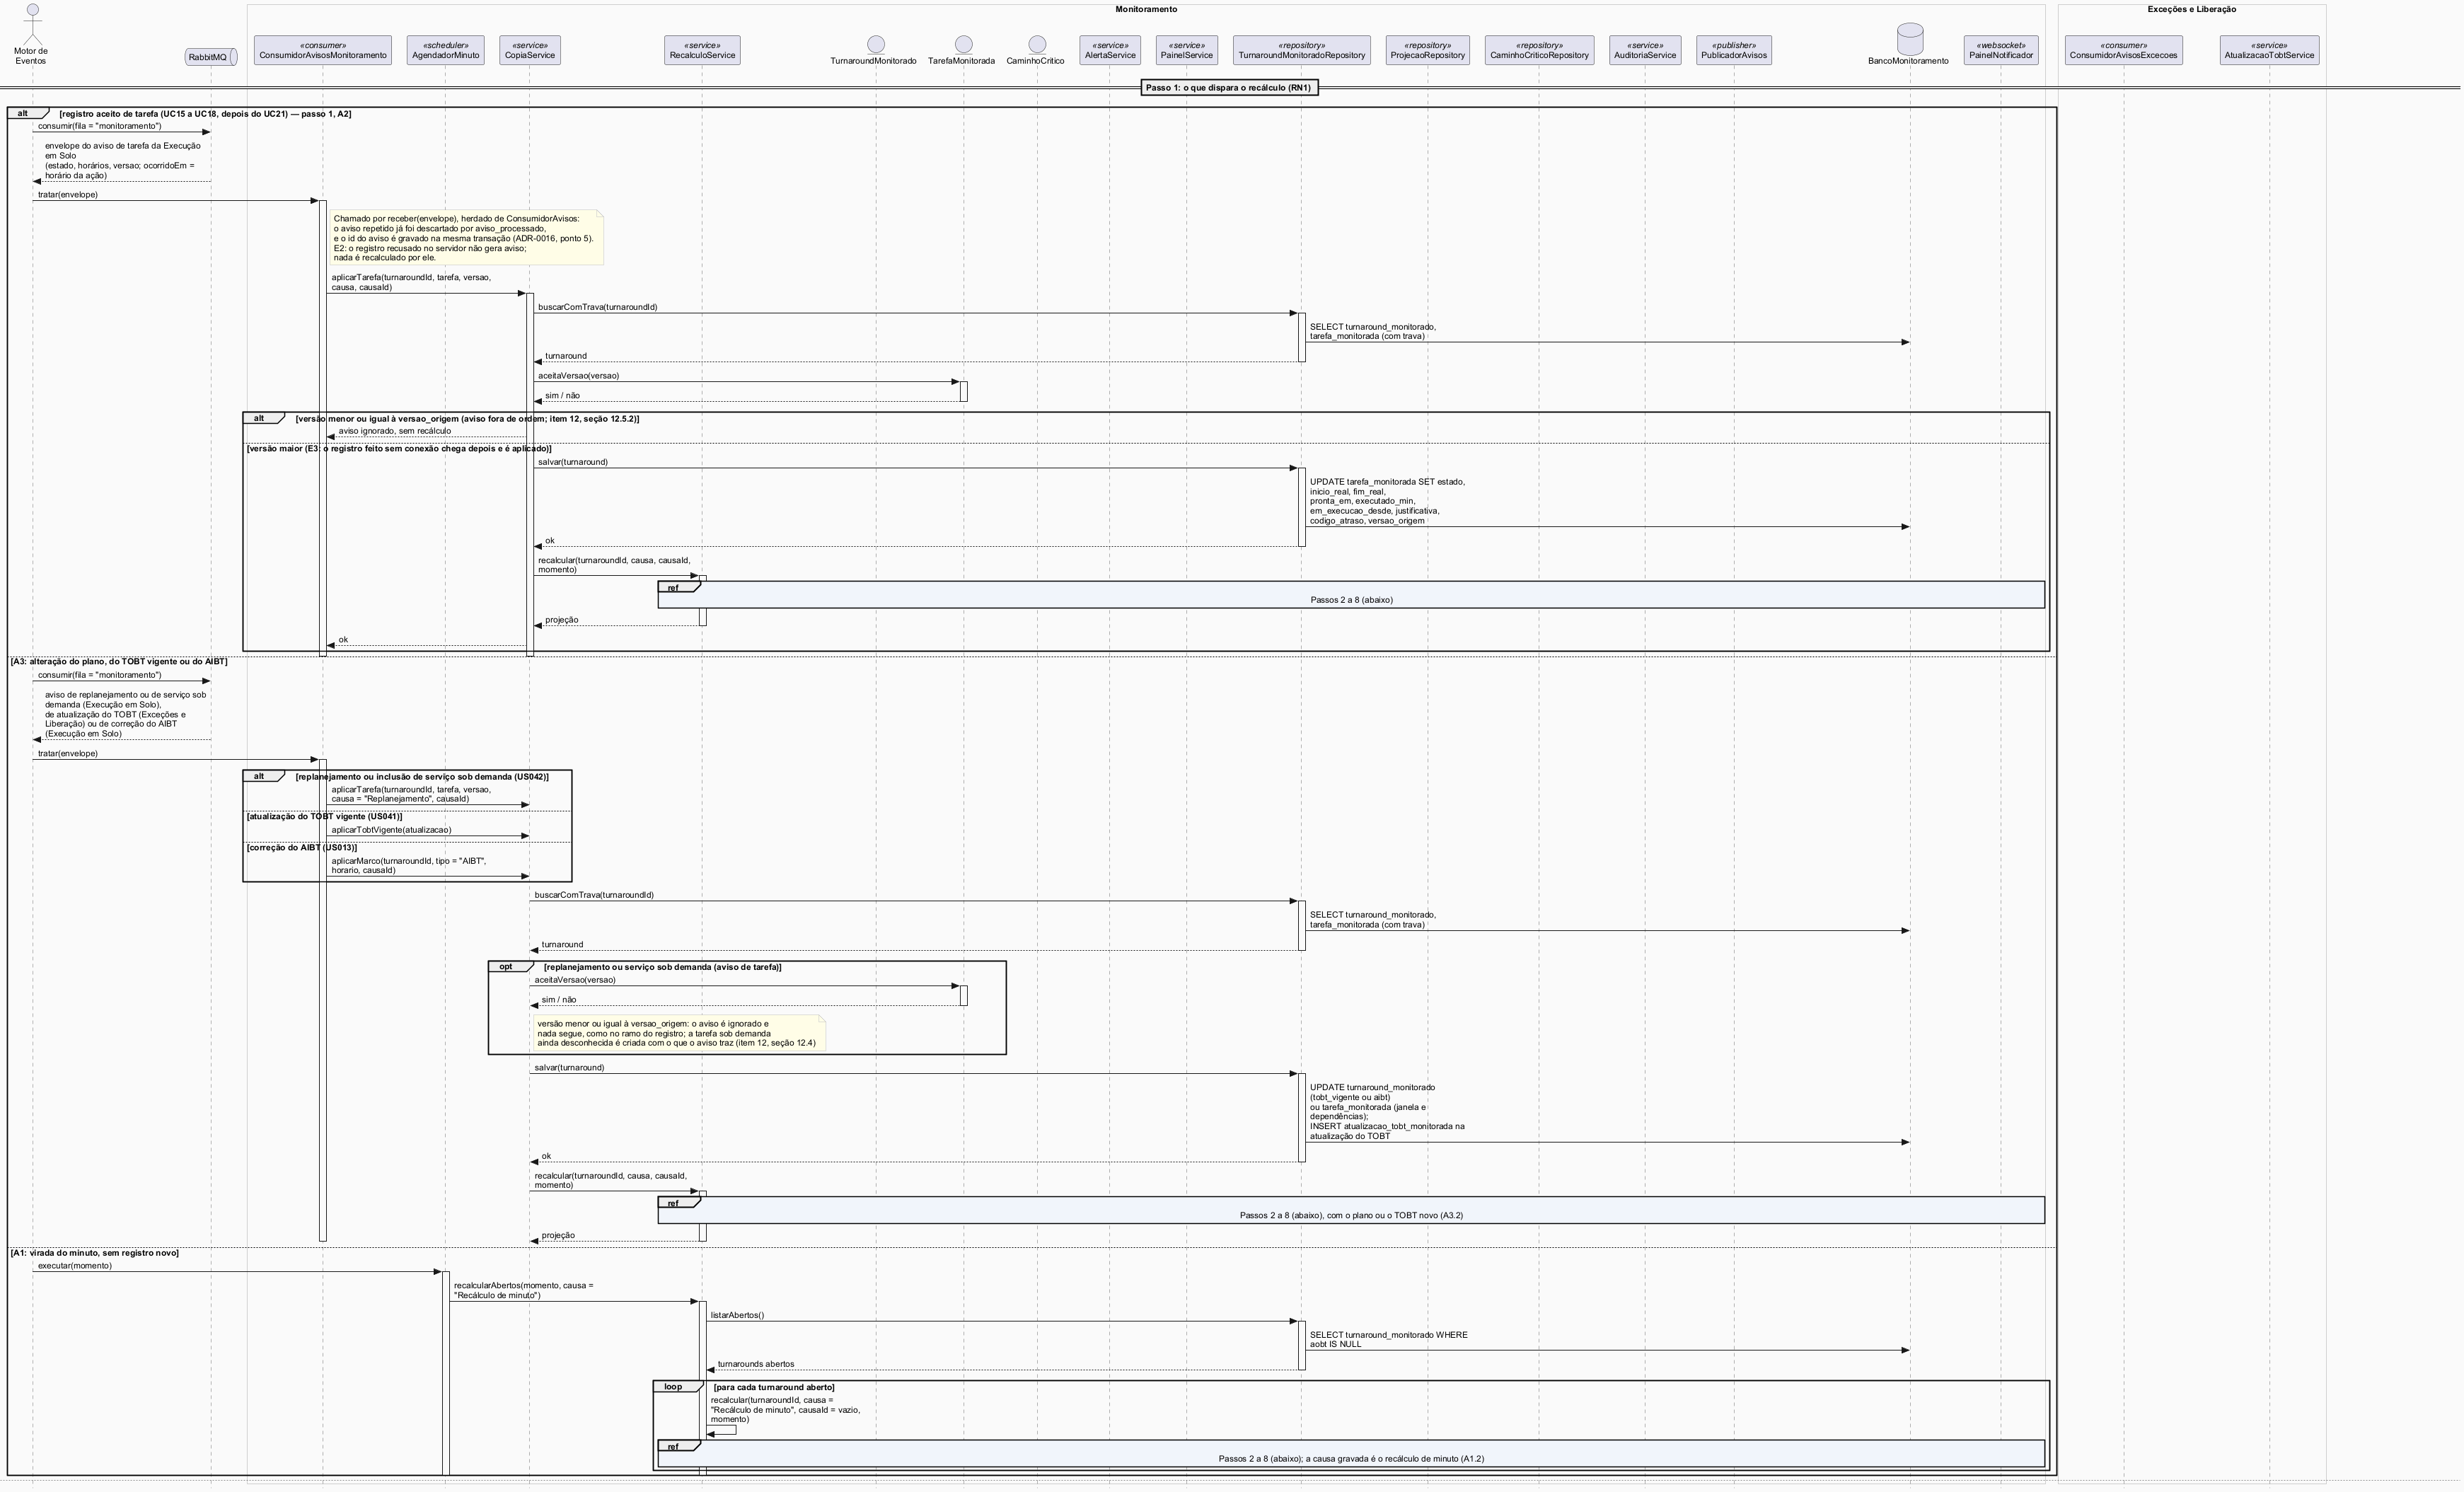 Monitoramento
Exceções e Liberação
Motor de
Eventos
RabbitMQ
«consumer»
ConsumidorAvisosMonitoramento
«scheduler»
AgendadorMinuto
«service»
CopiaService
«service»
RecalculoService
TurnaroundMonitorado
TarefaMonitorada
CaminhoCritico
«service»
AlertaService
«service»
PainelService
«repository»
TurnaroundMonitoradoRepository
«repository»
ProjecaoRepository
«repository»
CaminhoCriticoRepository
«service»
AuditoriaService
«publisher»
PublicadorAvisos
BancoMonitoramento
«websocket»
PainelNotificador
«consumer»
ConsumidorAvisosExcecoes
«service»
AtualizacaoTobtService
Passo 1: o que dispara o recálculo (RN1)
alt [registro aceito de tarefa (UC15 a UC18, depois do UC21) — passo 1, A2]
consumir(fila = "monitoramento")
envelope do aviso de tarefa da Execução
em Solo
(estado, horários, versao; ocorridoEm =
horário da ação)
tratar(envelope)
Chamado por receber(envelope), herdado de ConsumidorAvisos:
o aviso repetido já foi descartado por aviso_processado,
e o id do aviso é gravado na mesma transação (ADR-0016, ponto 5).
E2: o registro recusado no servidor não gera aviso;
nada é recalculado por ele.
aplicarTarefa(turnaroundId, tarefa, versao,
causa, causaId)
buscarComTrava(turnaroundId)
SELECT turnaround_monitorado,
tarefa_monitorada (com trava)
turnaround
aceitaVersao(versao)
sim / não
alt [versão menor ou igual à versao_origem (aviso fora de ordem; item 12, seção 12.5.2)]
aviso ignorado, sem recálculo
[versão maior (E3: o registro feito sem conexão chega depois e é aplicado)]
salvar(turnaround)
UPDATE tarefa_monitorada SET estado,
inicio_real, fim_real,
pronta_em, executado_min,
em_execucao_desde, justificativa,
codigo_atraso, versao_origem
ok
recalcular(turnaroundId, causa, causaId,
momento)
ref
Passos 2 a 8 (abaixo)
projeção
ok
[A3: alteração do plano, do TOBT vigente ou do AIBT]
consumir(fila = "monitoramento")
aviso de replanejamento ou de serviço sob
demanda (Execução em Solo),
de atualização do TOBT (Exceções e
Liberação) ou de correção do AIBT
(Execução em Solo)
tratar(envelope)
alt [replanejamento ou inclusão de serviço sob demanda (US042)]
aplicarTarefa(turnaroundId, tarefa, versao,
causa = "Replanejamento", causaId)
[atualização do TOBT vigente (US041)]
aplicarTobtVigente(atualizacao)
[correção do AIBT (US013)]
aplicarMarco(turnaroundId, tipo = "AIBT",
horario, causaId)
buscarComTrava(turnaroundId)
SELECT turnaround_monitorado,
tarefa_monitorada (com trava)
turnaround
opt [replanejamento ou serviço sob demanda (aviso de tarefa)]
aceitaVersao(versao)
sim / não
versão menor ou igual à versao_origem: o aviso é ignorado e
nada segue, como no ramo do registro; a tarefa sob demanda
ainda desconhecida é criada com o que o aviso traz (item 12, seção 12.4)
salvar(turnaround)
UPDATE turnaround_monitorado
(tobt_vigente ou aibt)
ou tarefa_monitorada (janela e
dependências);
INSERT atualizacao_tobt_monitorada na
atualização do TOBT
ok
recalcular(turnaroundId, causa, causaId,
momento)
ref
Passos 2 a 8 (abaixo), com o plano ou o TOBT novo (A3.2)
projeção
[A1: virada do minuto, sem registro novo]
executar(momento)
recalcularAbertos(momento, causa =
"Recálculo de minuto")
listarAbertos()
SELECT turnaround_monitorado WHERE
aobt IS NULL
turnarounds abertos
loop [para cada turnaround aberto]
recalcular(turnaroundId, causa =
"Recálculo de minuto", causaId = vazio,
momento)
ref
Passos 2 a 8 (abaixo); a causa gravada é o recálculo de minuto (A1.2)